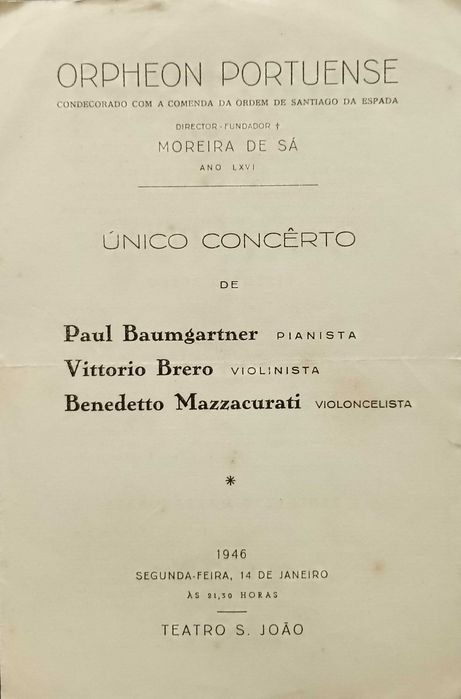 ORPHEON PORTUENSE
CONDECORADO COM A COMENDA DA ORDEM DE SANTIAGO DA ESPADA
DIRECTOR-FUNDADOR †
MOREIRA DE SÁ
ANO LXVI
ÚNICO CONCÊRTO
DE
Paul Baumgartner PIANISTA
Vittorio Brero VIOLINISTA
Benedetto Mazzacurati VIOLONCELISTA
*
1946
SEGUNDA-FEIRA, 14 DE JANEIRO
ÀS 21,30 HORAS
TEATRO S. JOÃO